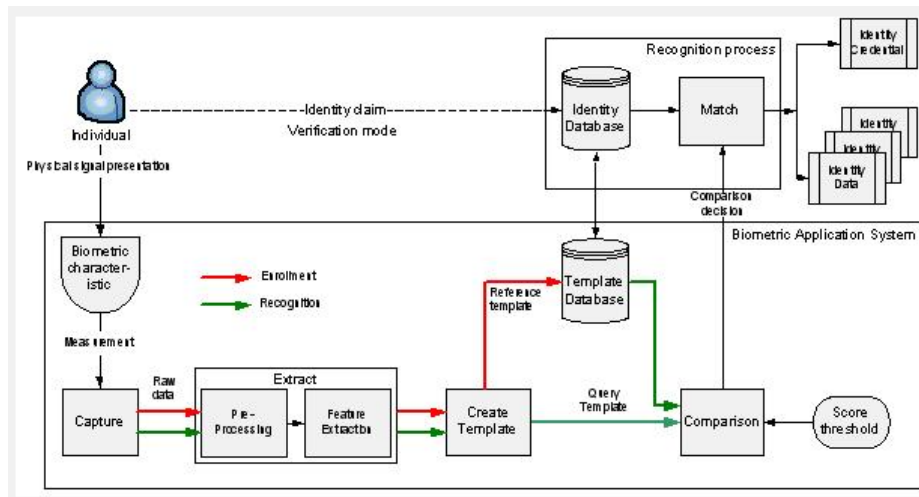 Recognition process
Identity
Credential
Identity claim
Verification mode
Identity
Database
Match
Individual
Physical signal presentation
Identity
Identity
Identity
Data
Comparison
decision
Biometric Application System
Biometric
character-
istic
Enrollment
Recognition
Reference
template
Template
Database
Measurement
Raw
data
Extract
Query
Template
Capture
Pre-
Processing
Feature
Extraction
Create
Template
Comparison
Score
threshold